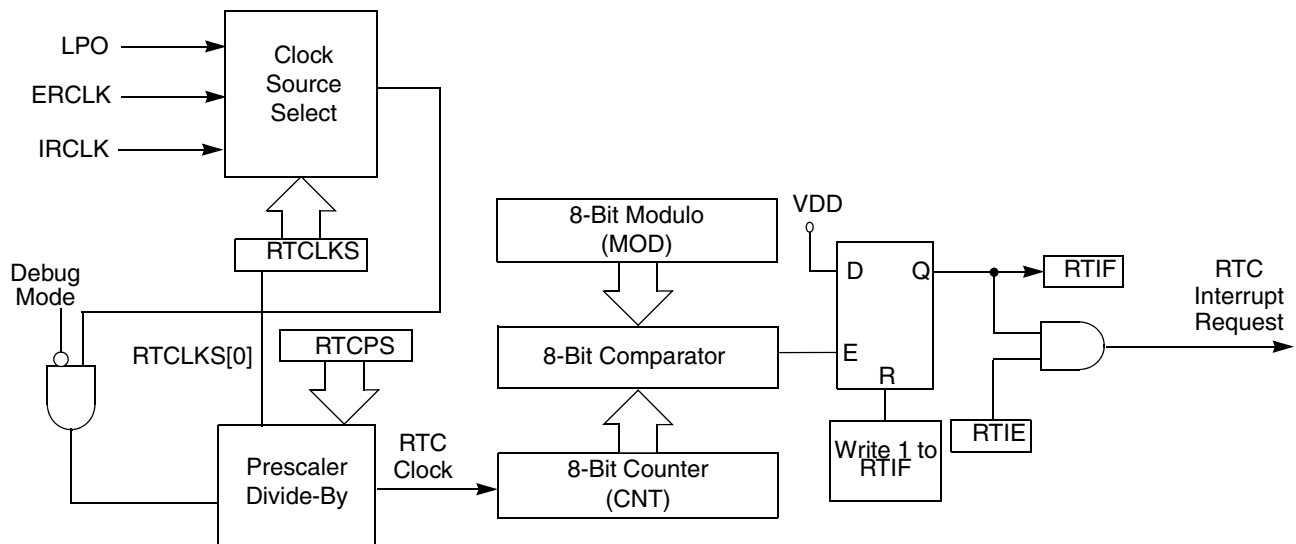 LPO
ERCLK
IRCLK
Clock
Source
Select
RTCLKS
Debug
Mode
RTCLKS[0]
RTCPS
Prescaler
Divide-By
RTC
Clock
8-Bit Modulo
(MOD)
8-Bit Comparator
8-Bit Counter
(CNT)
VDD
D
Q
E
R
Write 1 to
RTIF
RTIF
RTIE
RTC
Interrupt
Request